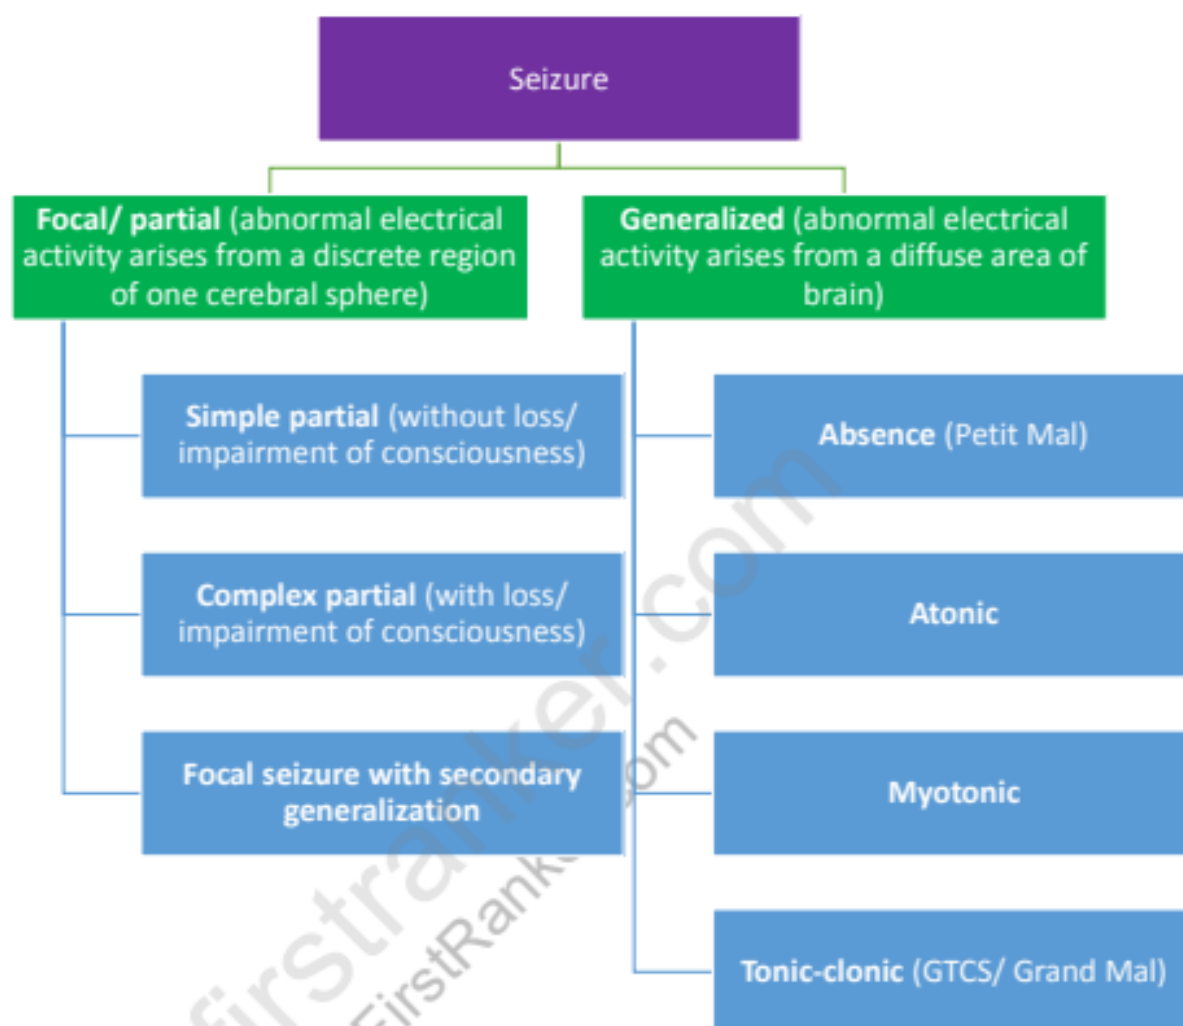 Seizure
Focal/ partial (abnormal electrical
activity arises from a discrete region
of one cerebral sphere)
Generalized (abnormal electrical
activity arises from a diffuse area of
brain)
Simple partial (without loss/
impairment of consciousness)
Absence (Petit Mal)
Complex partial (with loss/
impairment of consciousness)
Atonic
Focal seizure with secondary
generalization
Myotonic
Tonic-clonic (GTCS/ Grand Mal)
firstranker.com
FirstRanker.com